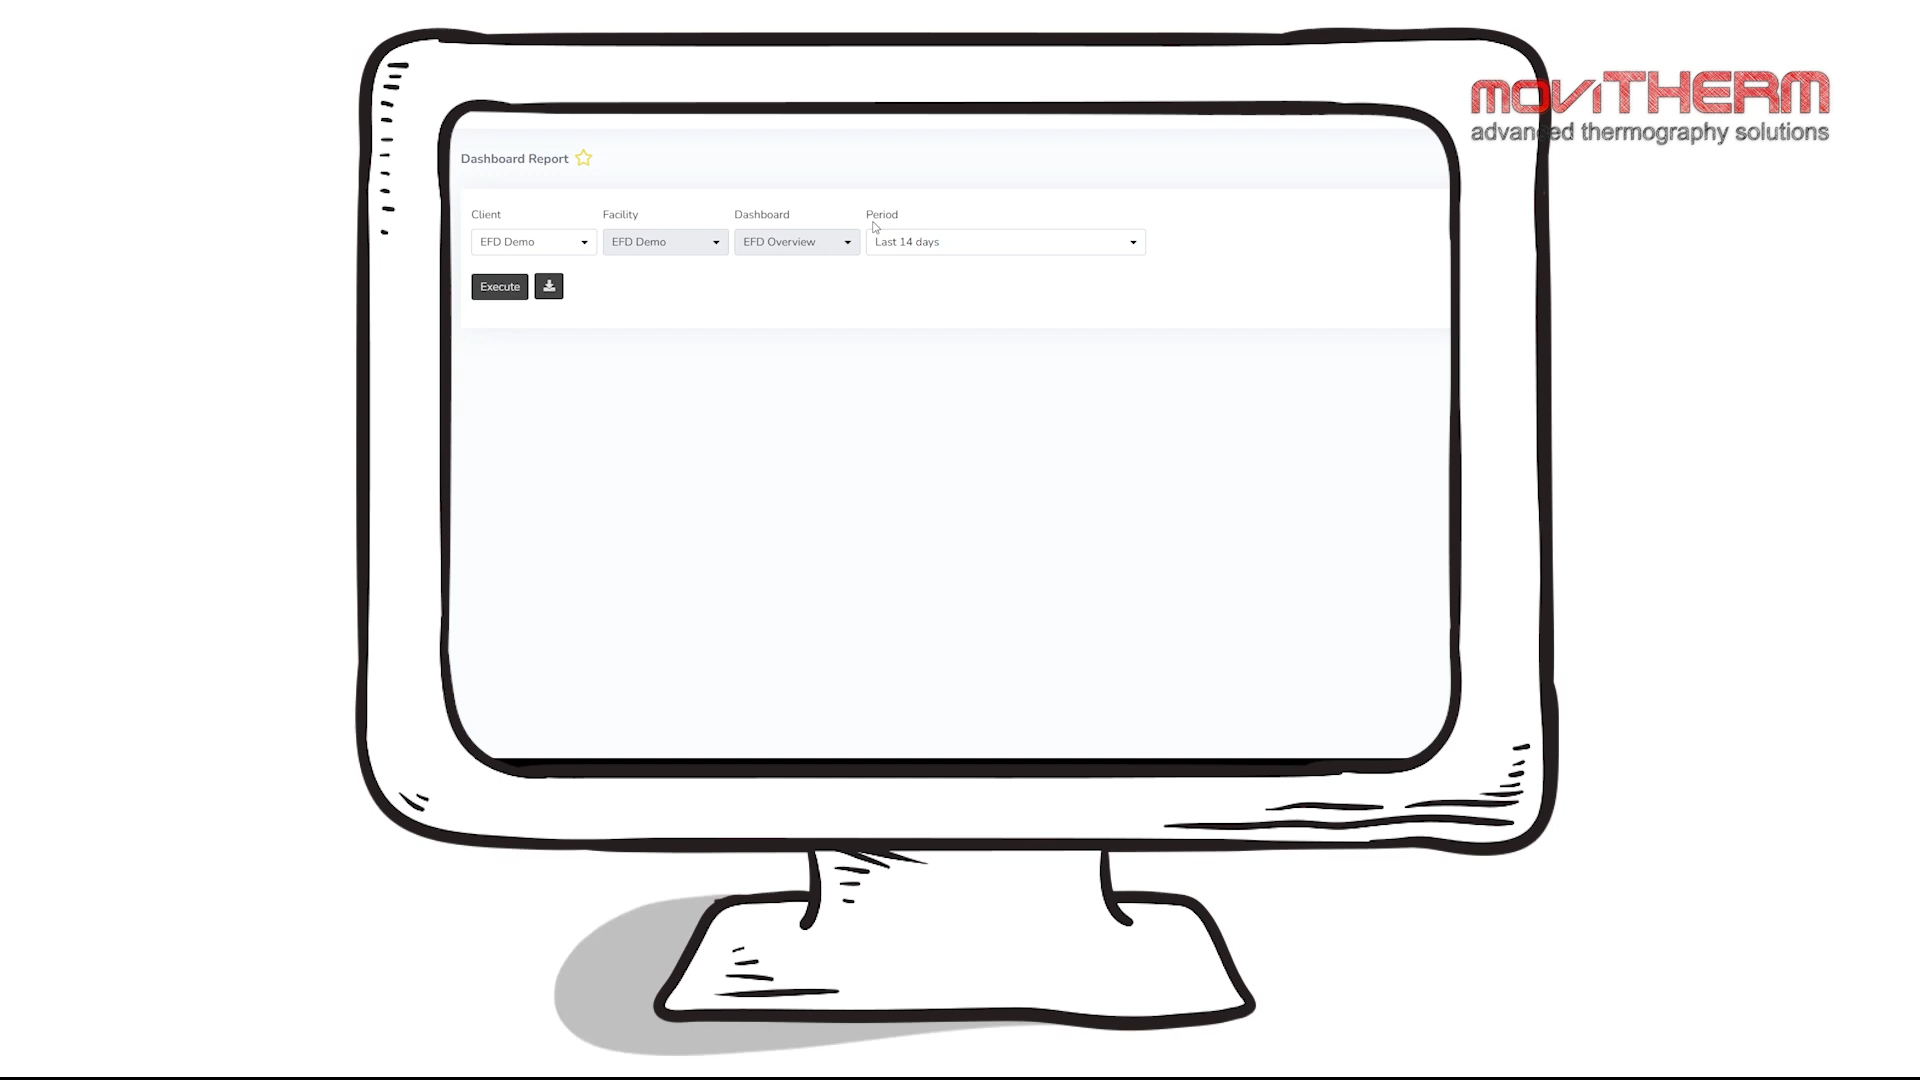 moviTHERM
advanced thermography solutions
Dashboard Report
Client Facility Dashboard Period
EFD Demo EFD Demo EFD Overview Last 14 days
Execute